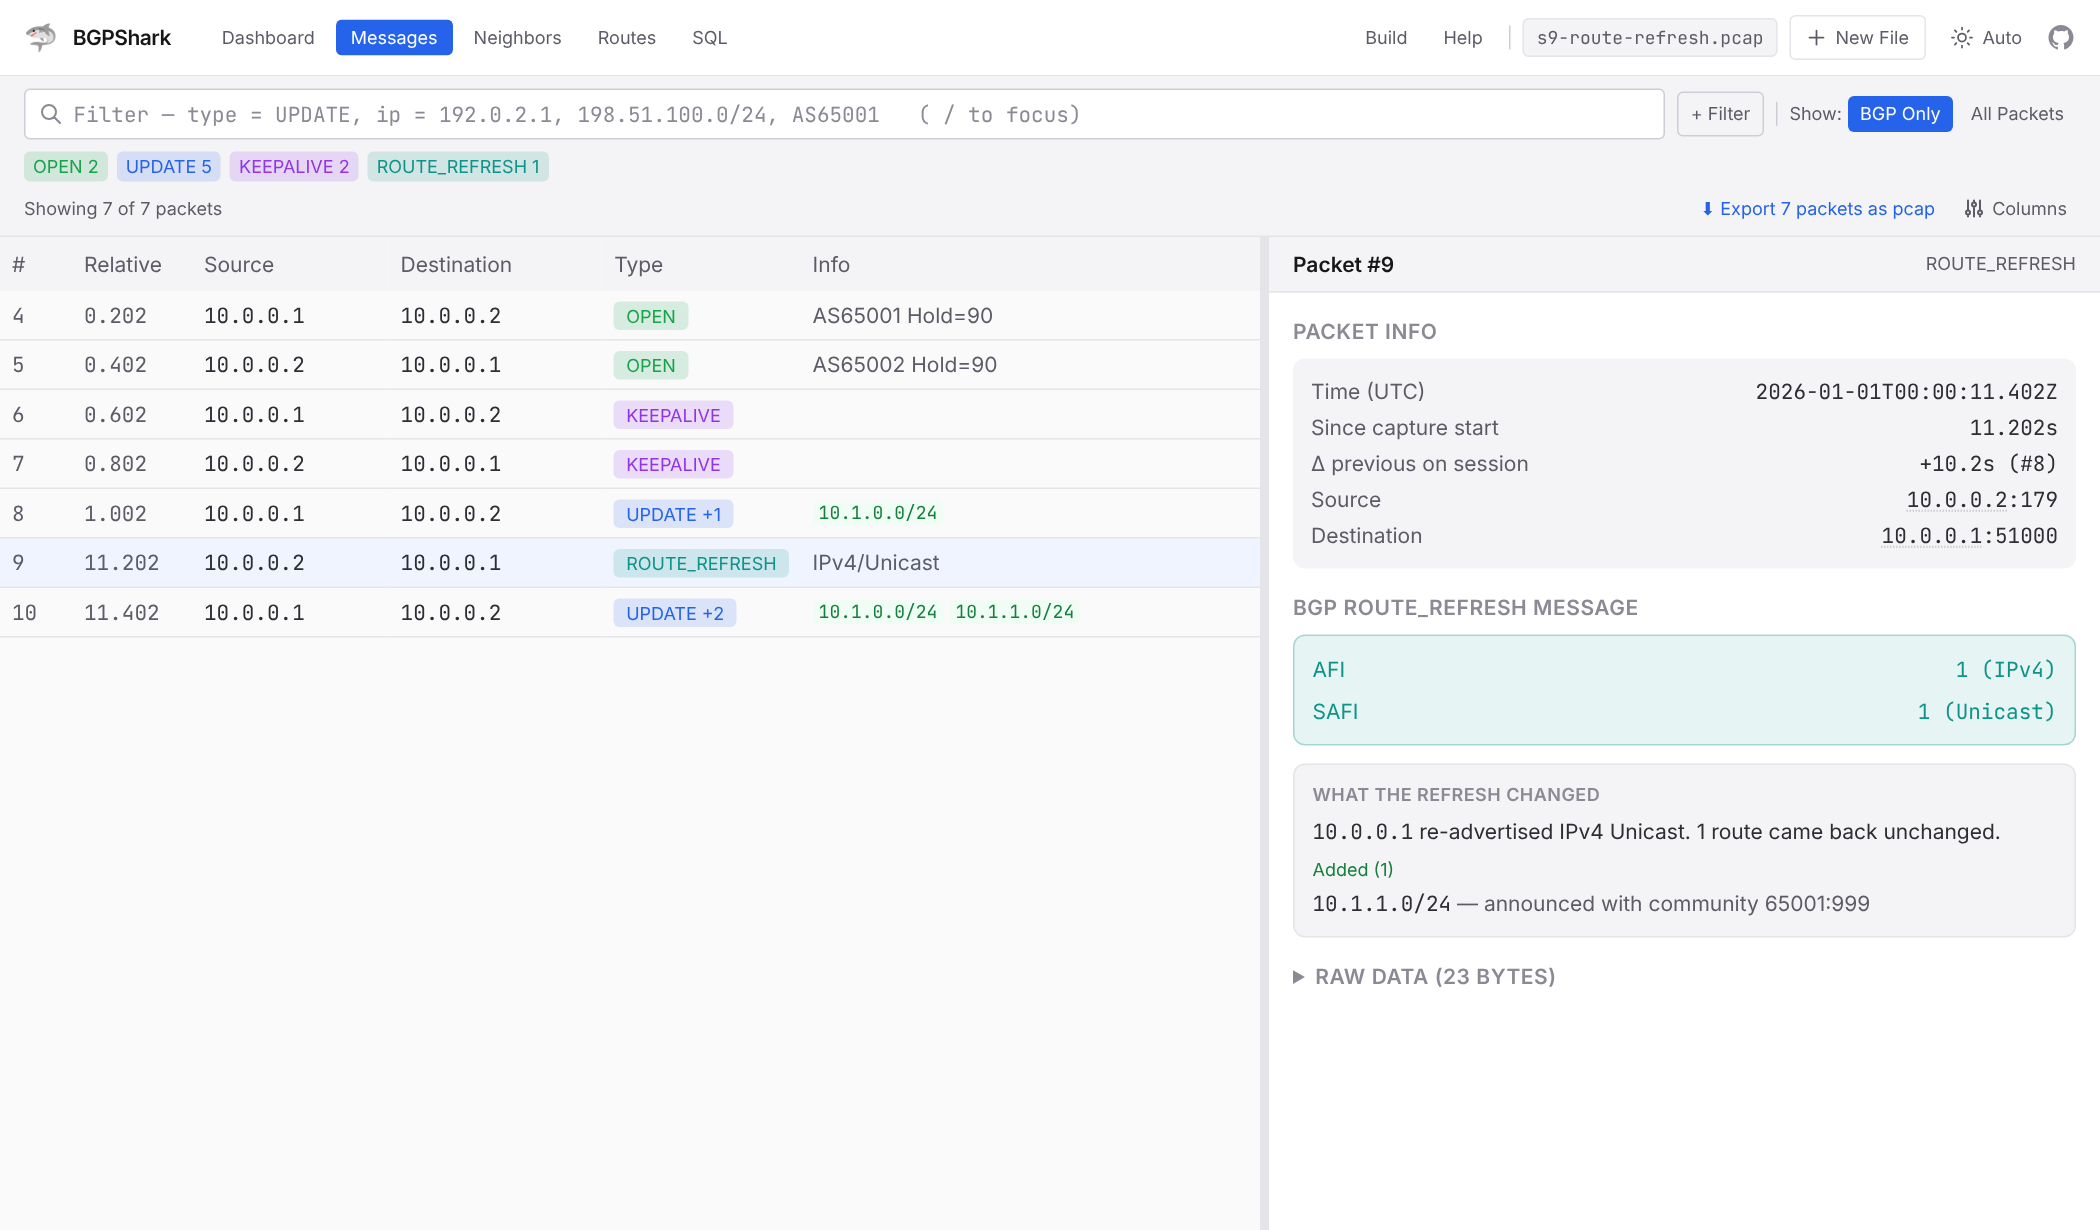 BGPShark Dashboard Messages Neighbors Routes SQL Build Help s9-route-refresh.pcap + New File Auto
Filter — type = UPDATE, ip = 192.0.2.1, 198.51.100.0/24, AS65001 ( / to focus) + Filter Show: BGP Only All Packets
OPEN 2 UPDATE 5 KEEPALIVE 2 ROUTE_REFRESH 1
Showing 7 of 7 packets ⬇ Export 7 packets as pcap Columns
# Relative Source Destination Type Info
4 0.202 10.0.0.1 10.0.0.2 OPEN AS65001 Hold=90
5 0.402 10.0.0.2 10.0.0.1 OPEN AS65002 Hold=90
6 0.602 10.0.0.1 10.0.0.2 KEEPALIVE
7 0.802 10.0.0.2 10.0.0.1 KEEPALIVE
8 1.002 10.0.0.1 10.0.0.2 UPDATE +1 10.1.0.0/24
9 11.202 10.0.0.2 10.0.0.1 ROUTE_REFRESH IPv4/Unicast
10 11.402 10.0.0.1 10.0.0.2 UPDATE +2 10.1.0.0/24 10.1.1.0/24
Packet #9 ROUTE_REFRESH
PACKET INFO
Time (UTC) 2026-01-01T00:00:11.402Z
Since capture start 11.202s
Δ previous on session +10.2s (#8)
Source 10.0.0.2:179
Destination 10.0.0.1:51000
BGP ROUTE_REFRESH MESSAGE
AFI 1 (IPv4)
SAFI 1 (Unicast)
WHAT THE REFRESH CHANGED
10.0.0.1 re-advertised IPv4 Unicast. 1 route came back unchanged.
Added (1)
10.1.1.0/24 — announced with community 65001:999
▶ RAW DATA (23 BYTES)